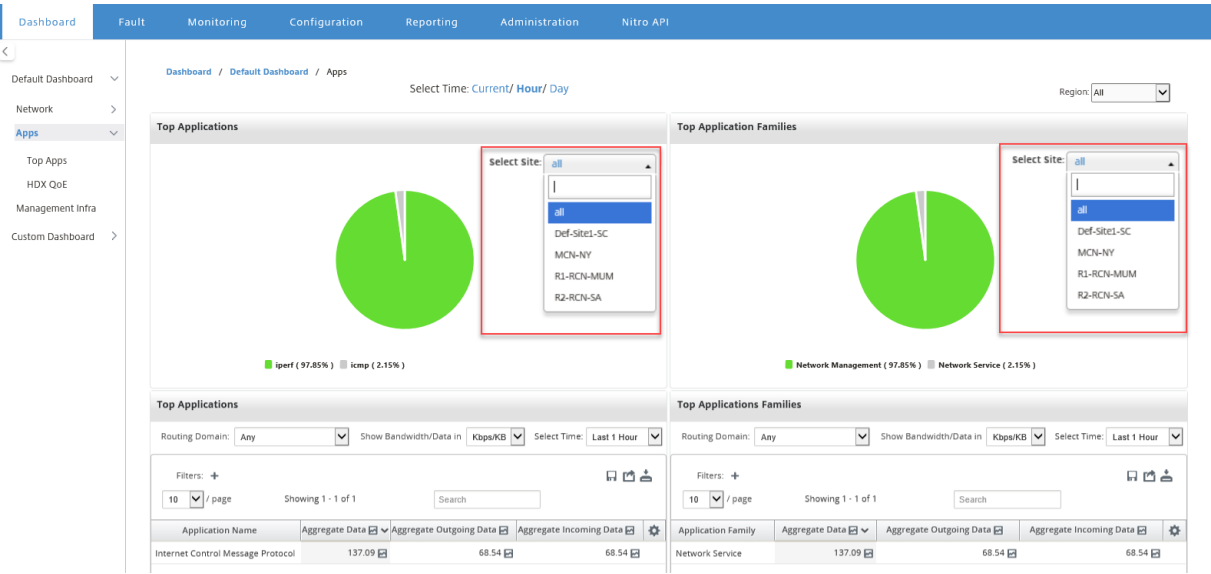 Dashboard Fault Monitoring Configuration Reporting Administration Nitro API
Default Dashboard
Network
Apps
Top Apps
HDX QoE
Management Infra
Custom Dashboard
Dashboard / Default Dashboard / Apps
Select Time: Current/ Hour/ Day
Region: All
Top Applications
Select Site: all
all
Def-Site1-SC
MCN-NY
R1-RCN-MUM
R2-RCN-SA
iperf ( 97.85% ) icmp ( 2.15% )
Top Application Families
Select Site: all
all
Def-Site1-SC
MCN-NY
R1-RCN-MUM
R2-RCN-SA
Network Management ( 97.85% ) Network Service ( 2.15% )
Top Applications
Routing Domain: Any Show Bandwidth/Data in Kbps/KB Select Time: Last 1 Hour
Filters: +
10 / page Showing 1 - 1 of 1 Search
Application Name Aggregate Data Aggregate Outgoing Data Aggregate Incoming Data
Internet Control Message Protocol 137.09 68.54 68.54
Top Applications Families
Routing Domain: Any Show Bandwidth/Data in Kbps/KB Select Time: Last 1 Hour
Filters: +
10 / page Showing 1 - 1 of 1 Search
Application Family Aggregate Data Aggregate Outgoing Data Aggregate Incoming Data
Network Service 137.09 68.54 68.54